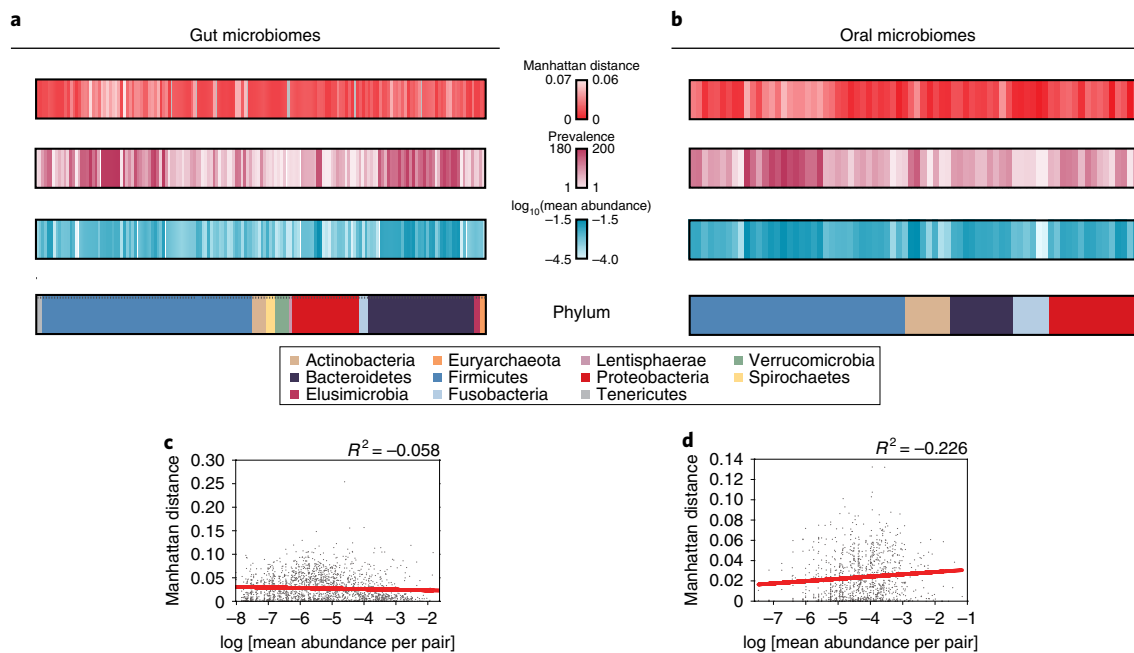 a
b
Gut microbiomes
Oral microbiomes
Manhattan distance
0.07 0.06
0 0
Prevalence
180 200
1 1
log10(mean abundance)
–1.5 –1.5
–4.5 –4.0
Phylum
Actinobacteria Euryarchaeota Lentisphaerae Verrucomicrobia
Bacteroidetes Firmicutes Proteobacteria Spirochaetes
Elusimicrobia Fusobacteria Tenericutes
c
R2 = –0.058
Manhattan distance
0.30
0.25
0.20
0.15
0.10
0.05
0
–8 –7 –6 –5 –4 –3 –2
log [mean abundance per pair]
d
R2 = –0.226
Manhattan distance
0.14
0.12
0.10
0.08
0.06
0.04
0.02
0
–7 –6 –5 –4 –3 –2 –1
log [mean abundance per pair]